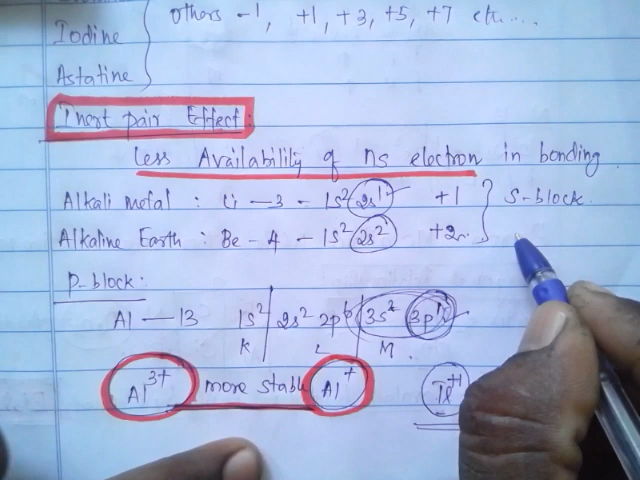 Iodine
Astatine
others -1, +1, +3, +5, +7 etc.....
Inert pair Effect:
Less Availability of ns electron in bonding
Alkali Metal : Li — 3 - 1s² 2s¹ +1
Alkaline Earth : Be - 4 - 1s² 2s² +2
S-block.
P-block:
Al — 13 1s² 2s² 2p⁶ 3s² 3p¹
K L M
Al³⁺ more stable Al⁺
Tl⁺¹